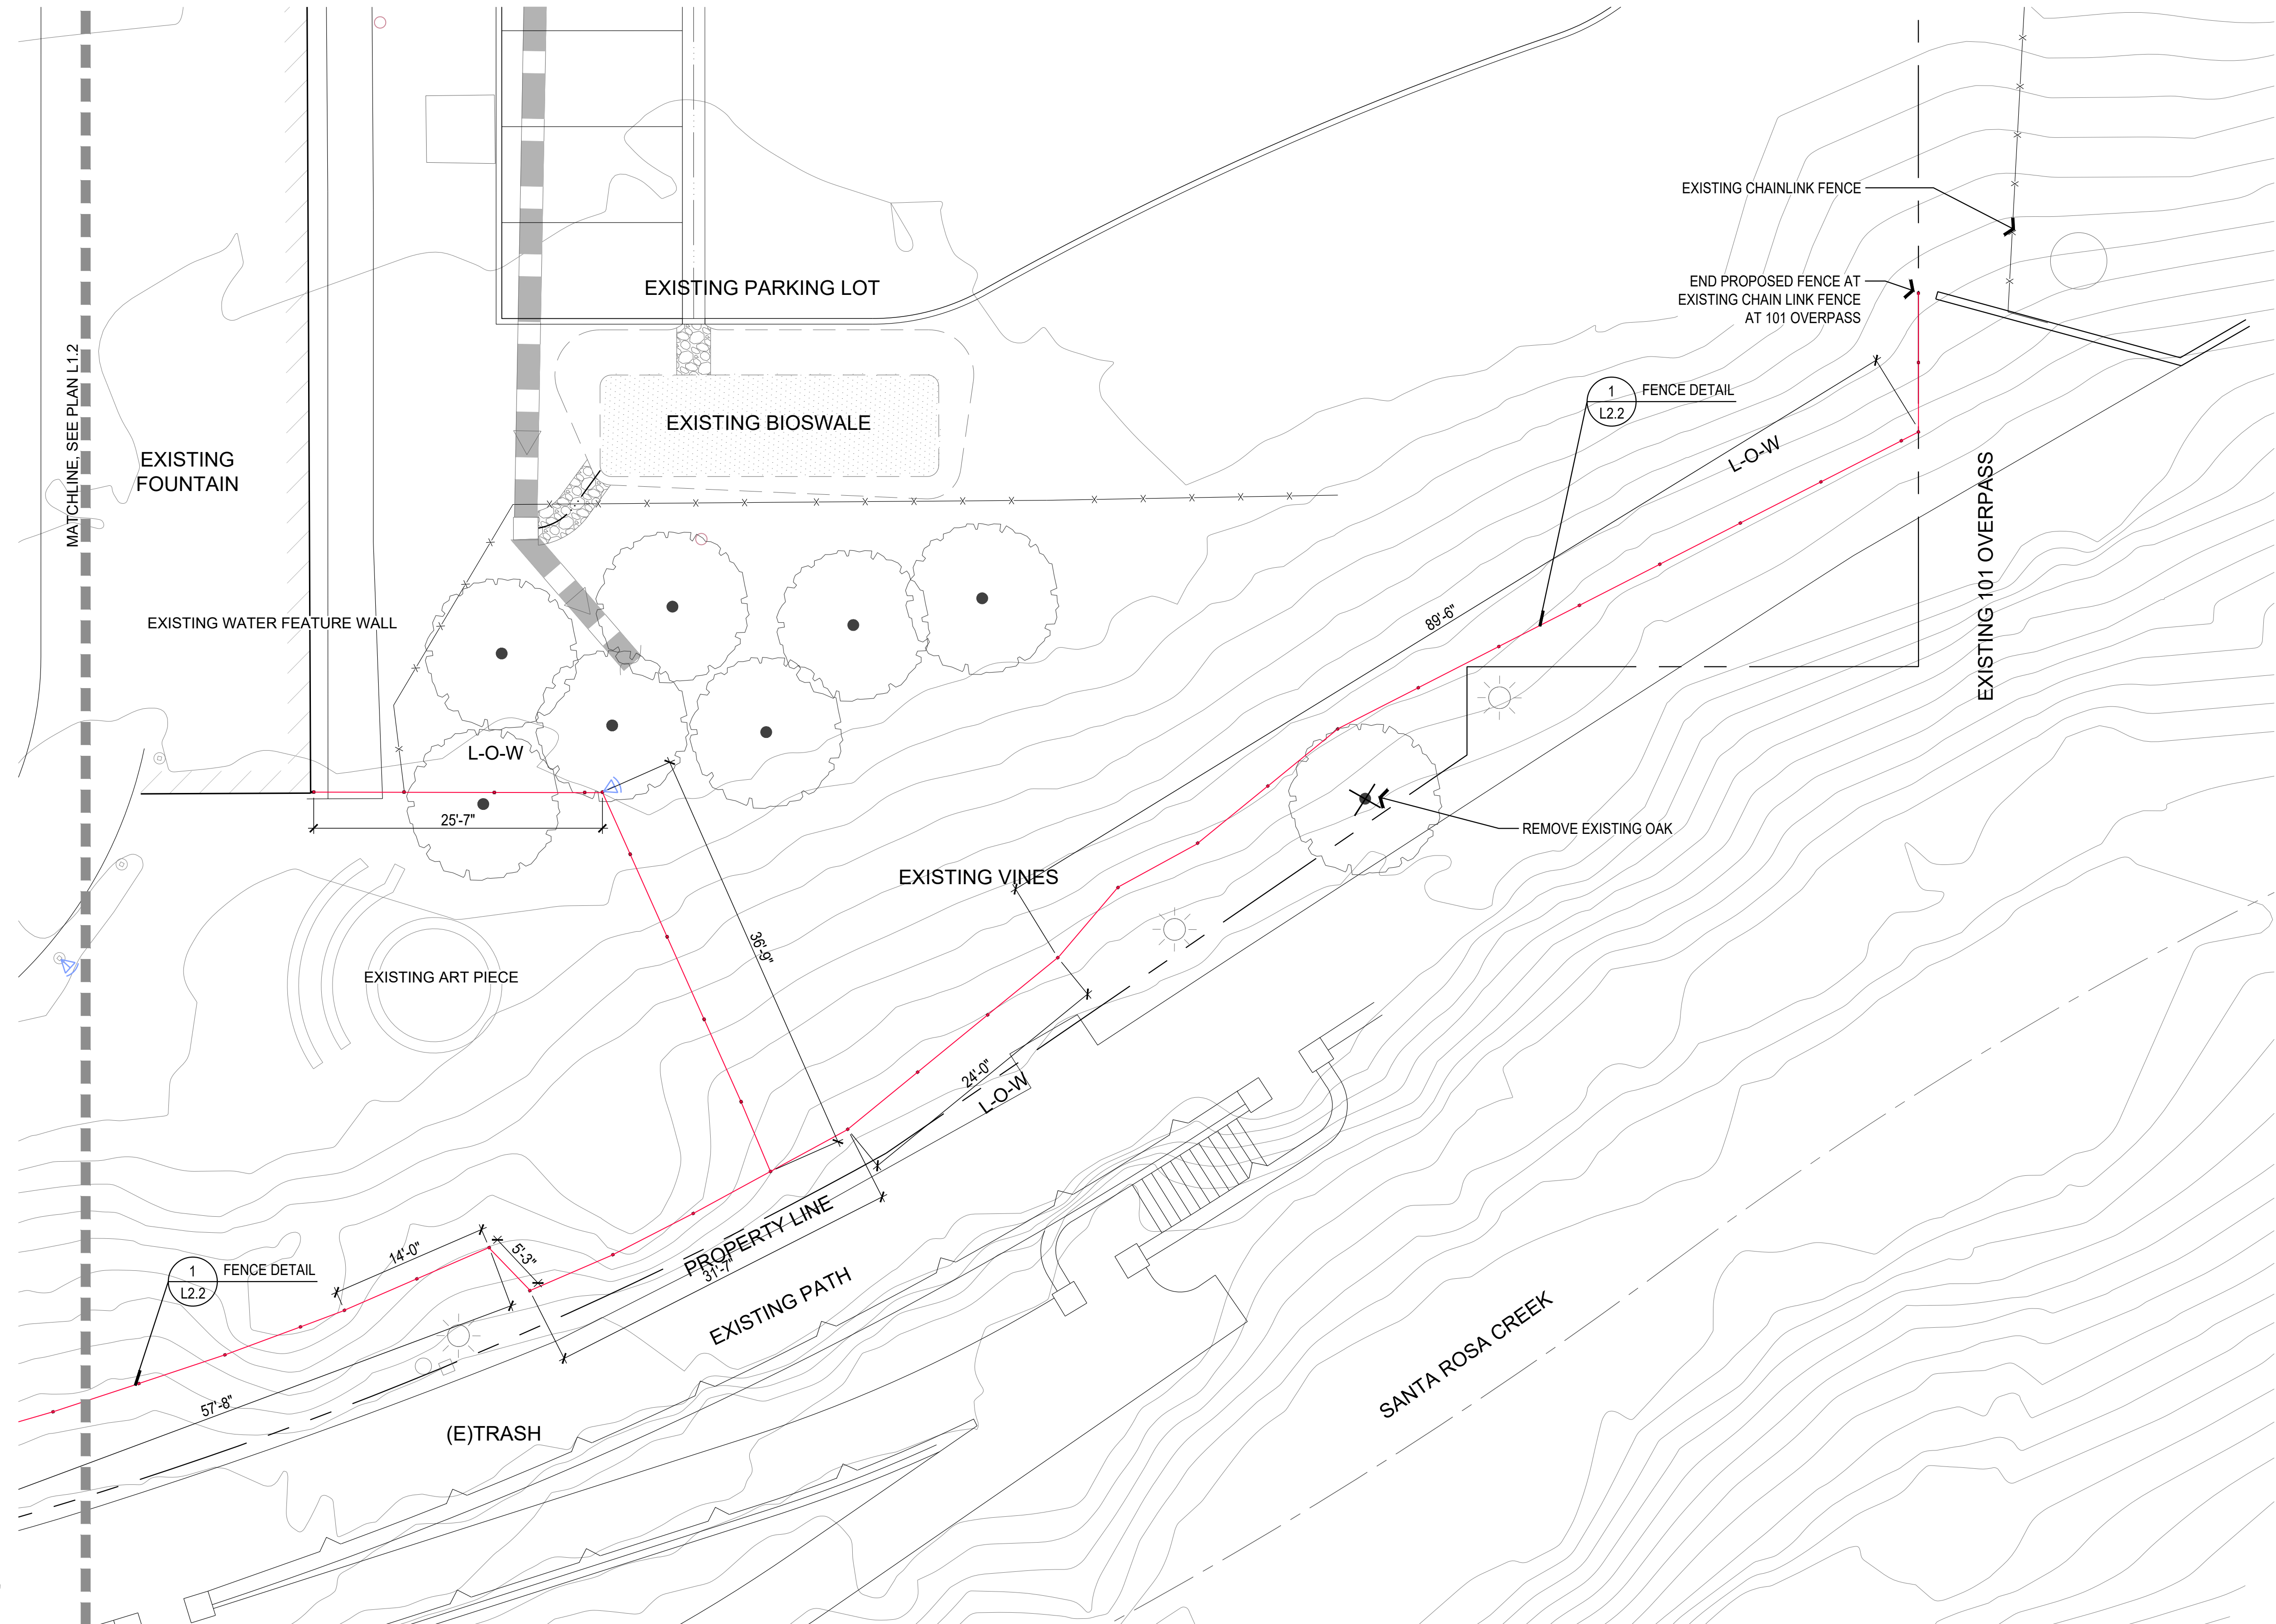 EXISTING CHAINLINK FENCE
END PROPOSED FENCE AT
EXISTING CHAIN LINK FENCE
AT 101 OVERPASS
EXISTING PARKING LOT
MATCHLINE, SEE PLAN L1.2
1
L2.2
FENCE DETAIL
EXISTING BIOSWALE
EXISTING
FOUNTAIN
L-O-W
EXISTING 101 OVERPASS
EXISTING WATER FEATURE WALL
89'-6"
L-O-W
25'-7"
REMOVE EXISTING OAK
EXISTING VINES
36'-9"
EXISTING ART PIECE
24'-0"
L-O-W
PROPERTY LINE
31'-7"
14'-0"
5'-3"
1
L2.2
FENCE DETAIL
EXISTING PATH
SANTA ROSA CREEK
57'-8"
(E)TRASH